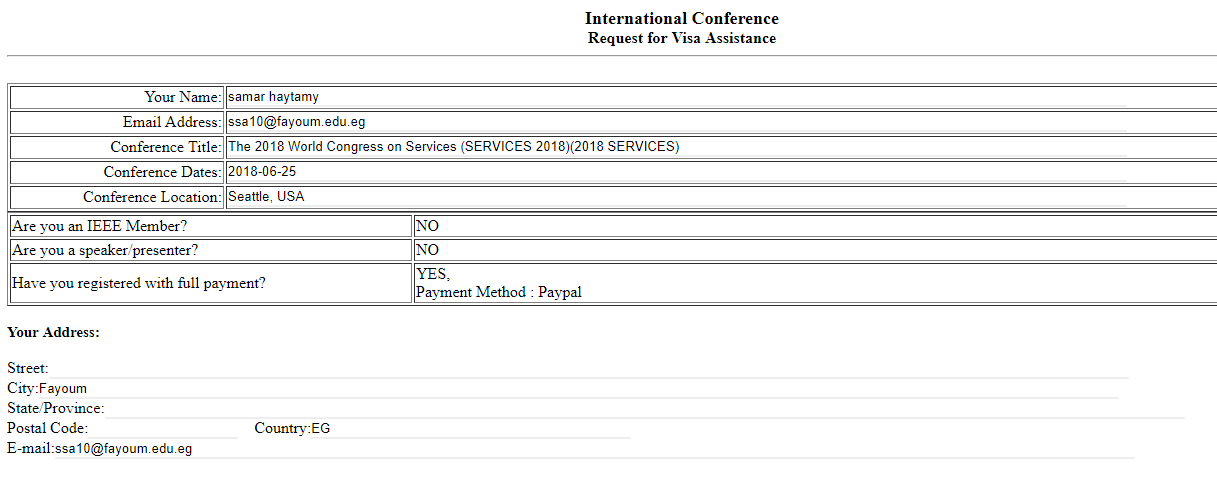 International Conference
Request for Visa Assistance
Your Name: samar haytamy
Email Address: ssa10@fayoum.edu.eg
Conference Title: The 2018 World Congress on Services (SERVICES 2018)(2018 SERVICES)
Conference Dates: 2018-06-25
Conference Location: Seattle, USA
Are you an IEEE Member? NO
Are you a speaker/presenter? NO
Have you registered with full payment? YES,
Payment Method : Paypal
Your Address:
Street:
City:Fayoum
State/Province:
Postal Code: Country:EG
E-mail:ssa10@fayoum.edu.eg